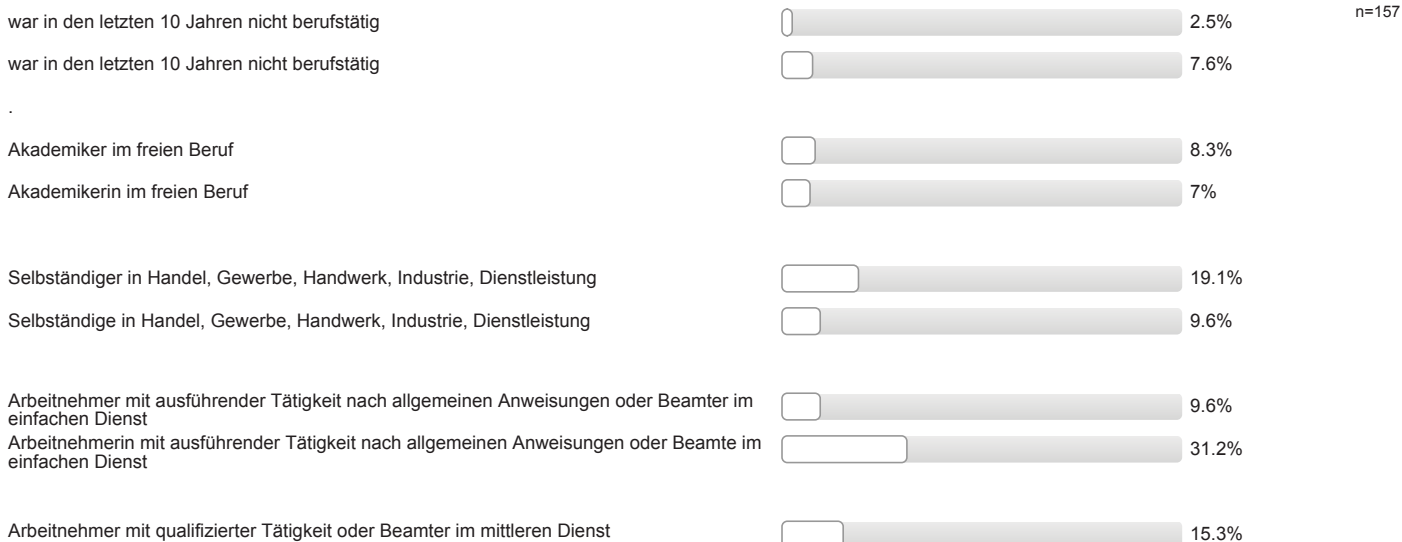 war in den letzten 10 Jahren nicht berufstätig 2.5% n=157
war in den letzten 10 Jahren nicht berufstätig 7.6%
.
Akademiker im freien Beruf 8.3%
Akademikerin im freien Beruf 7%
Selbständiger in Handel, Gewerbe, Handwerk, Industrie, Dienstleistung 19.1%
Selbständige in Handel, Gewerbe, Handwerk, Industrie, Dienstleistung 9.6%
Arbeitnehmer mit ausführender Tätigkeit nach allgemeinen Anweisungen oder Beamter im
einfachen Dienst 9.6%
Arbeitnehmerin mit ausführender Tätigkeit nach allgemeinen Anweisungen oder Beamte im
einfachen Dienst 31.2%
Arbeitnehmer mit qualifizierter Tätigkeit oder Beamter im mittleren Dienst 15.3%